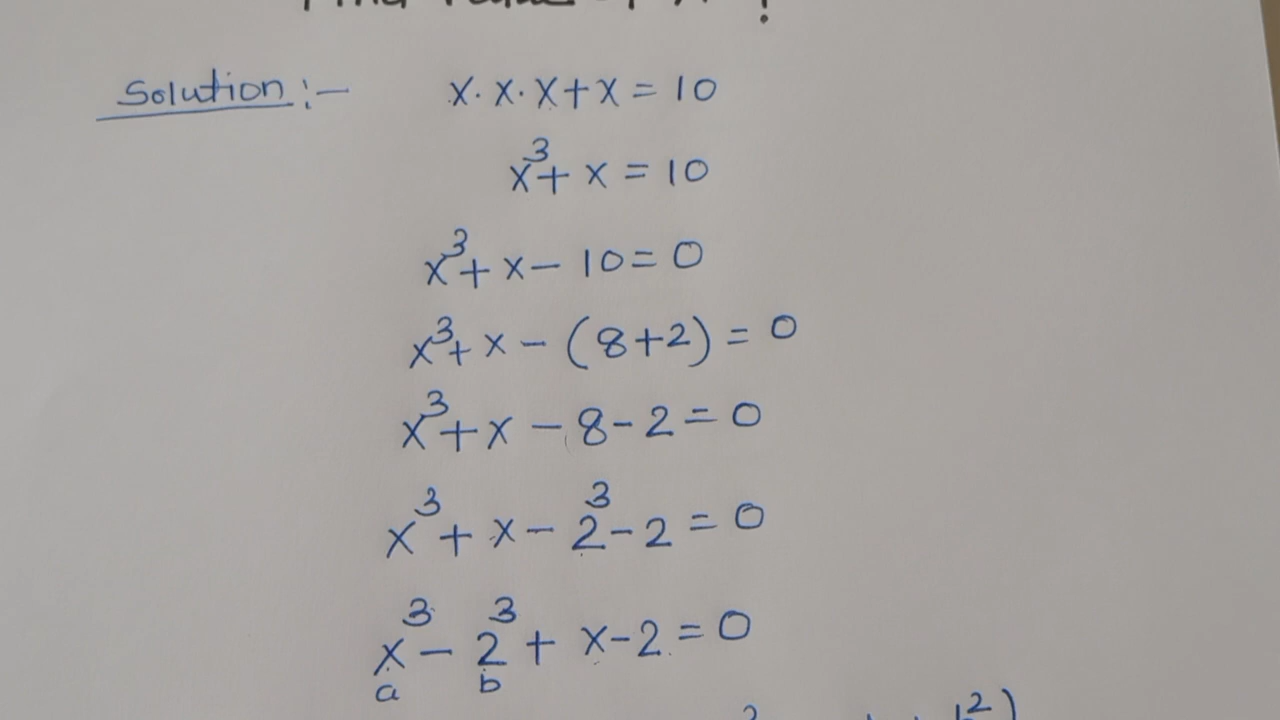 Solution :- x·x·x+x=10
x³+x=10
x³+x-10=0
x³+x-(8+2)=0
x³+x-8-2=0
x³+x-2³-2=0
x³-2³+x-2=0
a b